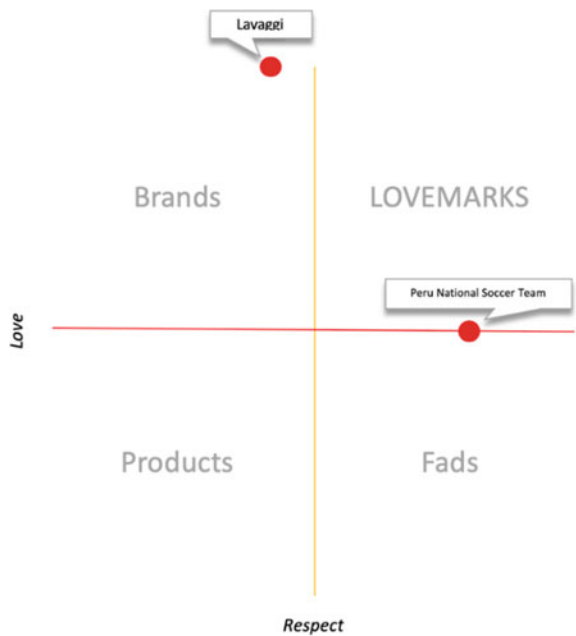 Lavaggi
Brands
LOVEMARKS
Peru National Soccer Team
Love
Products
Fads
Respect